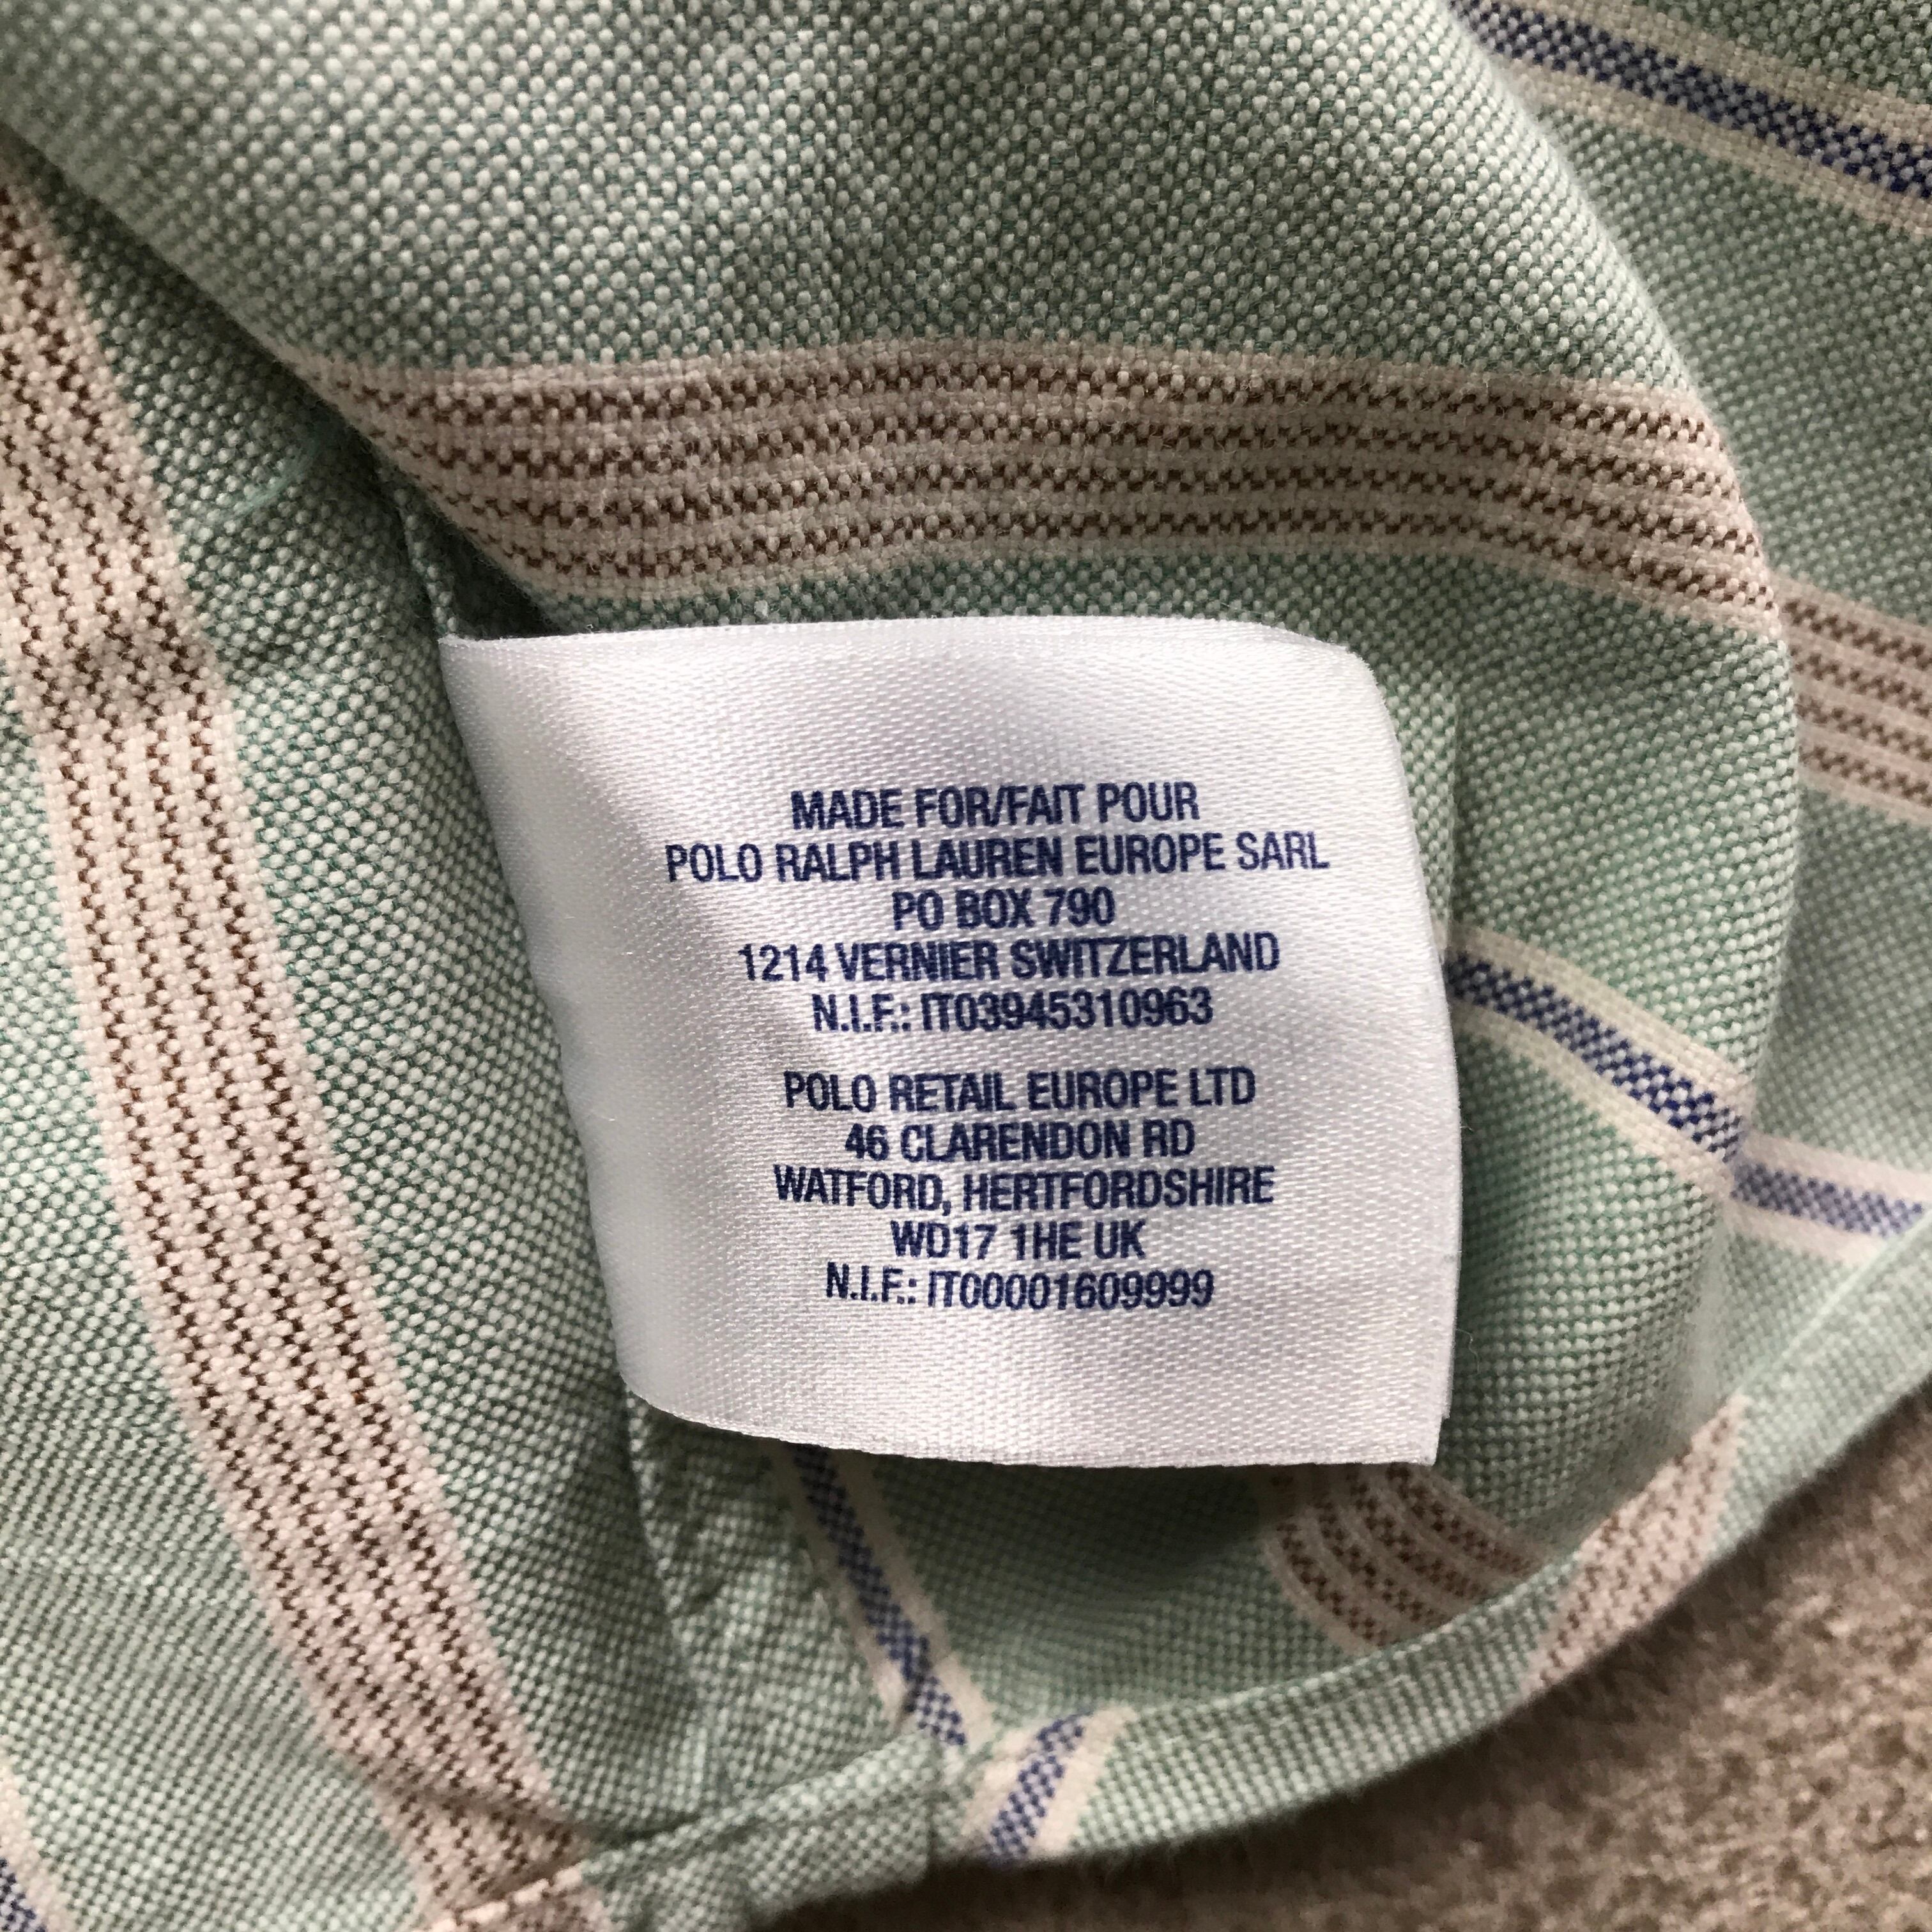 MADE FOR/FAIT POUR
POLO RALPH LAUREN EUROPE SARL
PO BOX 790
1214 VERNIER SWITZERLAND
N.I.F.: IT03945310963
POLO RETAIL EUROPE LTD
46 CLARENDON RD
WATFORD, HERTFORDSHIRE
WD17 1HE UK
N.I.F.: IT00001609999